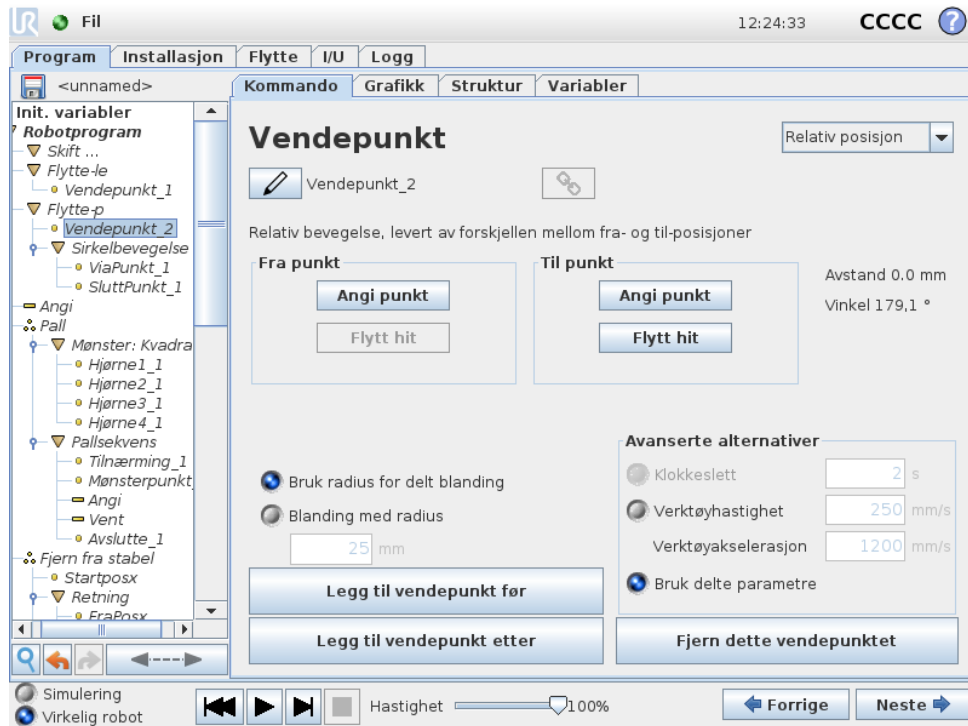 UR Fil 12:24:33 CCCC ?
Program Installasjon Flytte I/U Logg
<unnamed>
Kommando Grafikk Struktur Variabler
Init. variabler
Robotprogram
Skift ...
Flytte-le
Vendepunkt_1
Flytte-p
Vendepunkt_2
Sirkelbevegelse
ViaPunkt_1
SluttPunkt_1
Angi
Pall
Mønster: Kvadra
Hjørne1_1
Hjørne2_1
Hjørne3_1
Hjørne4_1
Pallsekvens
Tilnærming_1
Mønsterpunkt_
Angi
Vent
Avslutte_1
Fjern fra stabel
Startposx
Retning
FraPosx
Vendepunkt
Relativ posisjon
Vendepunkt_2
Relativ bevegelse, levert av forskjellen mellom fra- og til-posisjoner
Fra punkt
Angi punkt
Flytt hit
Til punkt
Angi punkt
Flytt hit
Avstand 0.0 mm
Vinkel 179,1 °
Bruk radius for delt blanding
Blanding med radius
25 mm
Avanserte alternativer
Klokkeslett 2 s
Verktøyhastighet 250 mm/s
Verktøyakselerasjon 1200 mm/s
Bruk delte parametre
Legg til vendepunkt før
Legg til vendepunkt etter
Fjern dette vendepunktet
Simulering
Virkelig robot
Hastighet 100%
Forrige
Neste